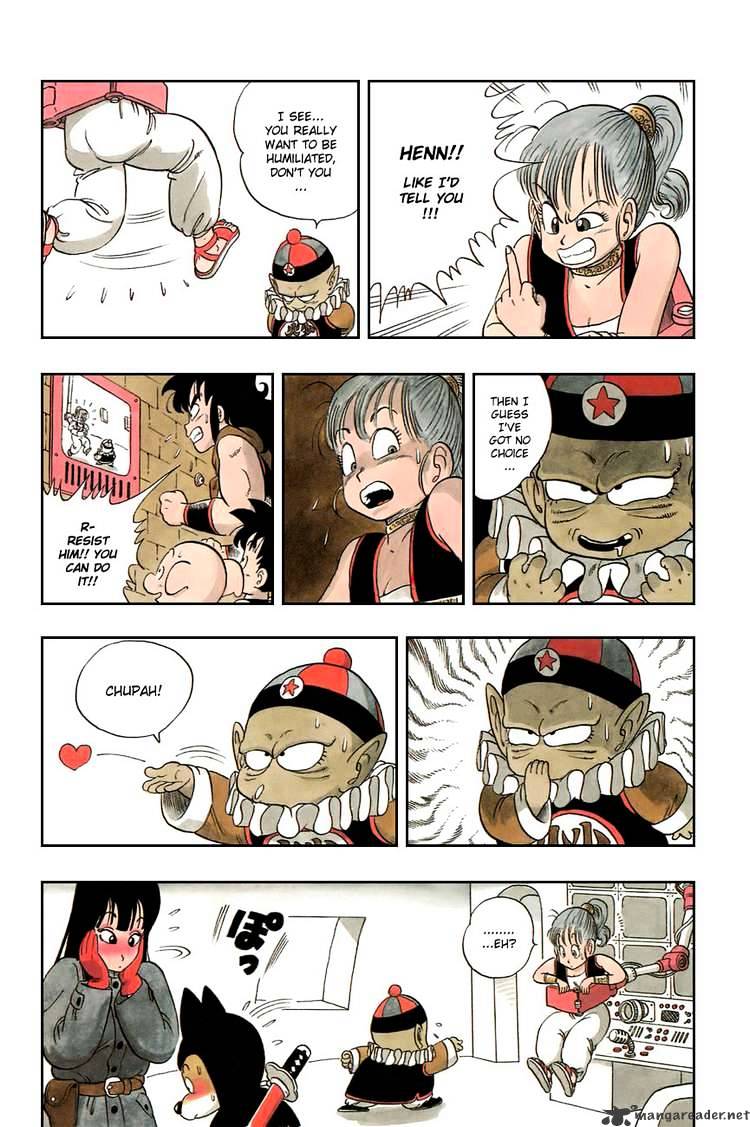 HENN!!
LIKE I'D
TELL YOU
!!!
I SEE...
YOU REALLY
WANT TO BE
HUMILIATED,
DON'T YOU
...
THEN I
GUESS
I'VE
GOT NO
CHOICE
...
R-
RESIST
HIM!! YOU
CAN DO
IT!!
CHUPAH!
.........
...EH?
ぽっ
mangareader.net